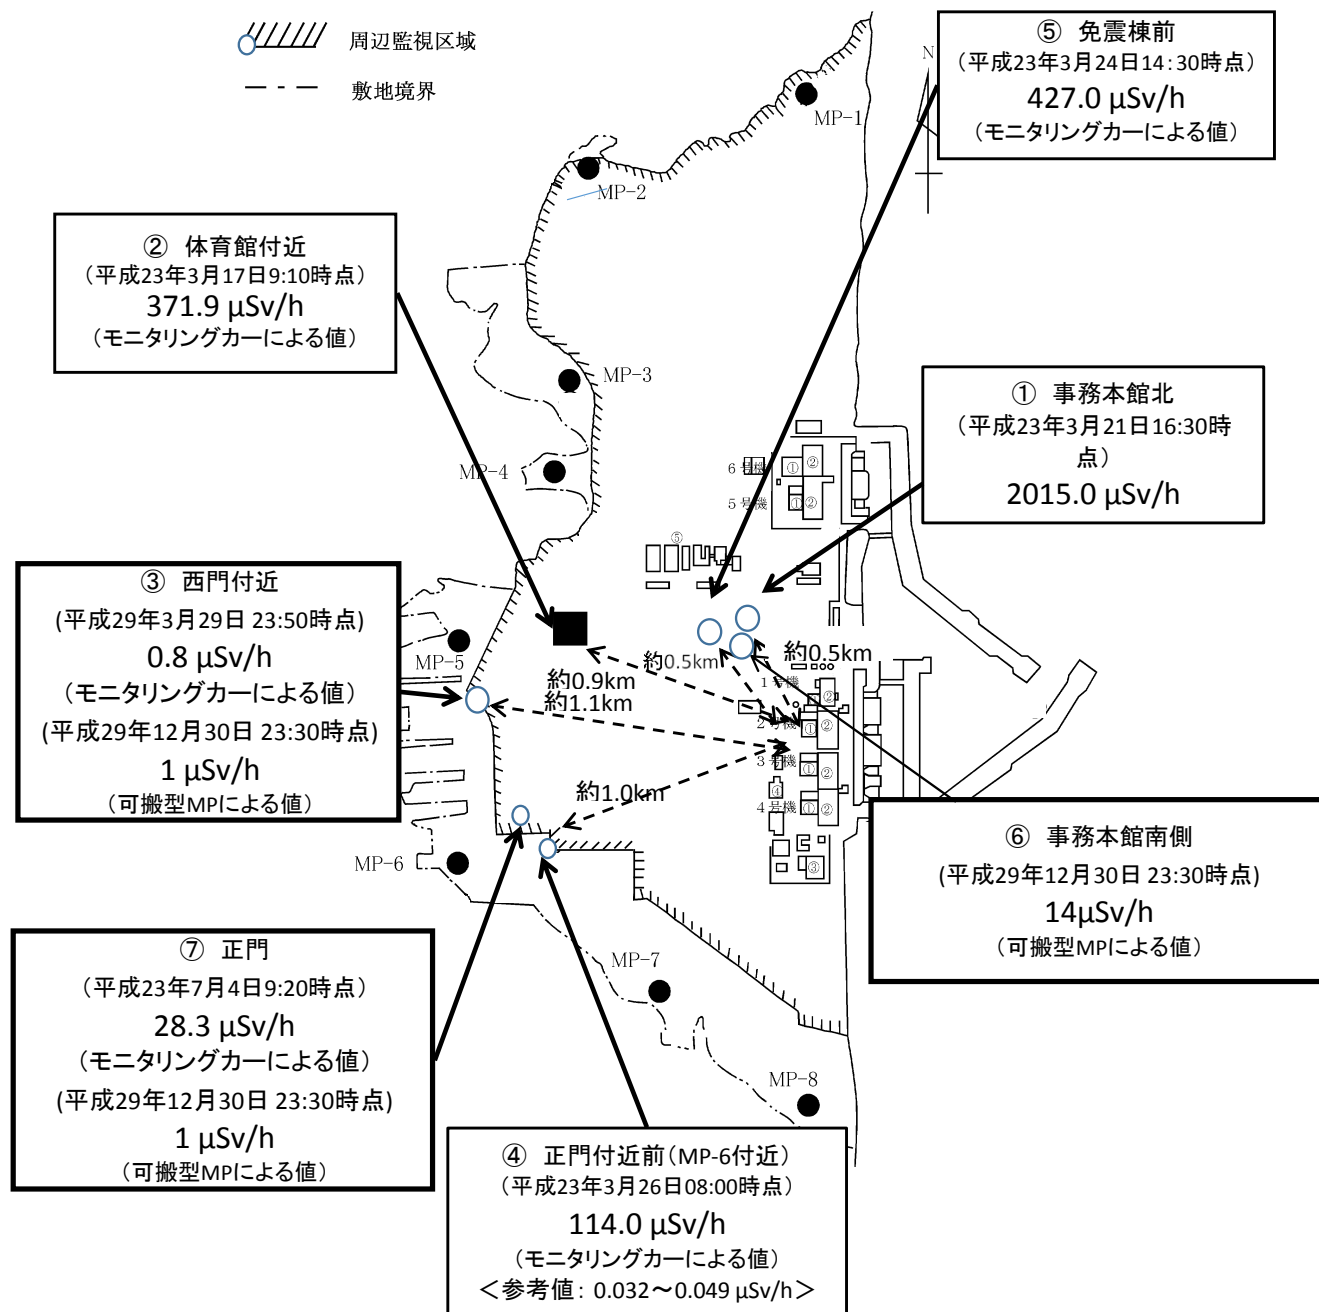 周辺監視区域
敷地境界
⑤ 免震棟前
(平成23年3月24日14:30時点)
427.0 μSv/h
(モニタリングカーによる値)
N
MP-1
MP-2
② 体育館付近
(平成23年3月17日9:10時点)
371.9 μSv/h
(モニタリングカーによる値)
MP-3
① 事務本館北
(平成23年3月21日16:30時
点)
2015.0 μSv/h
MP-4
6号機
①
②
5号機
①
②
⑤
③ 西門付近
(平成29年3月29日 23:50時点)
0.8 μSv/h
(モニタリングカーによる値)
(平成29年12月30日 23:30時点)
1 μSv/h
(可搬型MPによる値)
MP-5
約0.5km
約0.5km
約0.9km
約1.1km
1号機
②
2号機
①
②
3号機
①
②
約1.0km
④
4号機
①
②
③
MP-6
⑥ 事務本館南側
(平成29年12月30日 23:30時点)
14μSv/h
(可搬型MPによる値)
⑦ 正門
(平成23年7月4日9:20時点)
28.3 μSv/h
(モニタリングカーによる値)
(平成29年12月30日 23:30時点)
1 μSv/h
(可搬型MPによる値)
MP-7
MP-8
④ 正門付近前(MP-6付近)
(平成23年3月26日08:00時点)
114.0 μSv/h
(モニタリングカーによる値)
<参考値: 0.032～0.049 μSv/h>